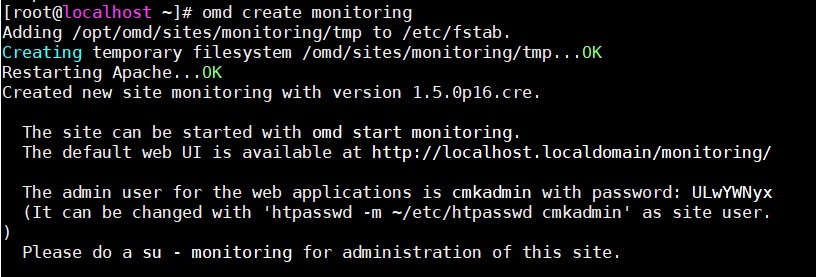 [root@localhost ~]# omd create monitoring
Adding /opt/omd/sites/monitoring/tmp to /etc/fstab.
Creating temporary filesystem /omd/sites/monitoring/tmp...OK
Restarting Apache...OK
Created new site monitoring with version 1.5.0p16.cre.
The site can be started with omd start monitoring.
The default web UI is available at http://localhost.localdomain/monitoring/
The admin user for the web applications is cmkadmin with password: ULwYWNyx
(It can be changed with 'htpasswd -m ~/etc/htpasswd cmkadmin' as site user.
)
Please do a su - monitoring for administration of this site.